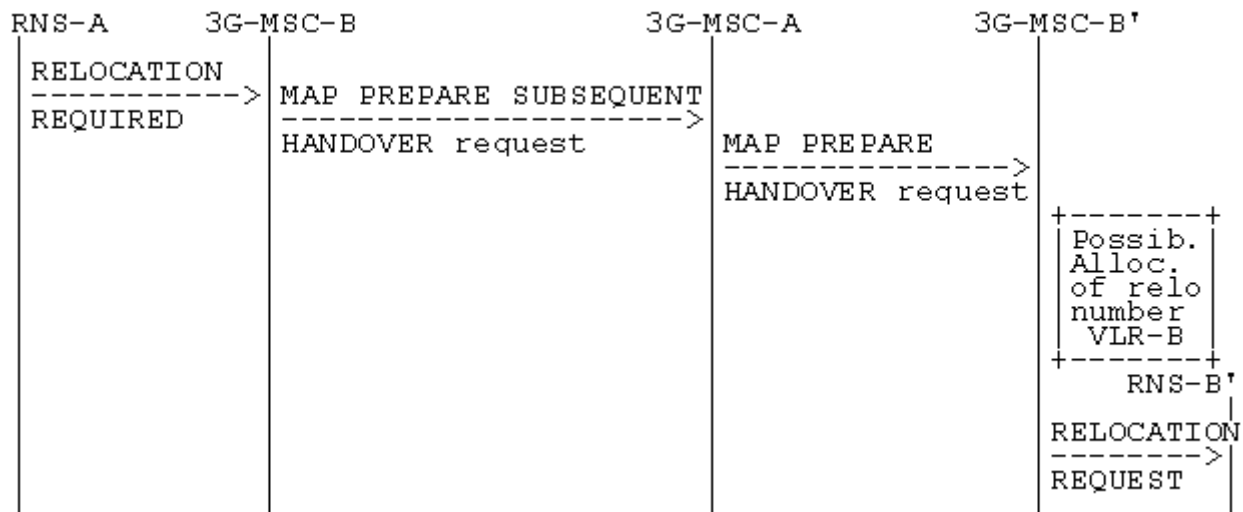 RNS-A 3G-MSC-B 3G-MSC-A 3G-MSC-B'
RELOCATION
REQUIRED
MAP PREPARE SUBSEQUENT
HANDOVER request
MAP PREPARE
HANDOVER request
Possib.
Alloc.
of relo
number
VLR-B
RNS-B'
RELOCATION
REQUEST